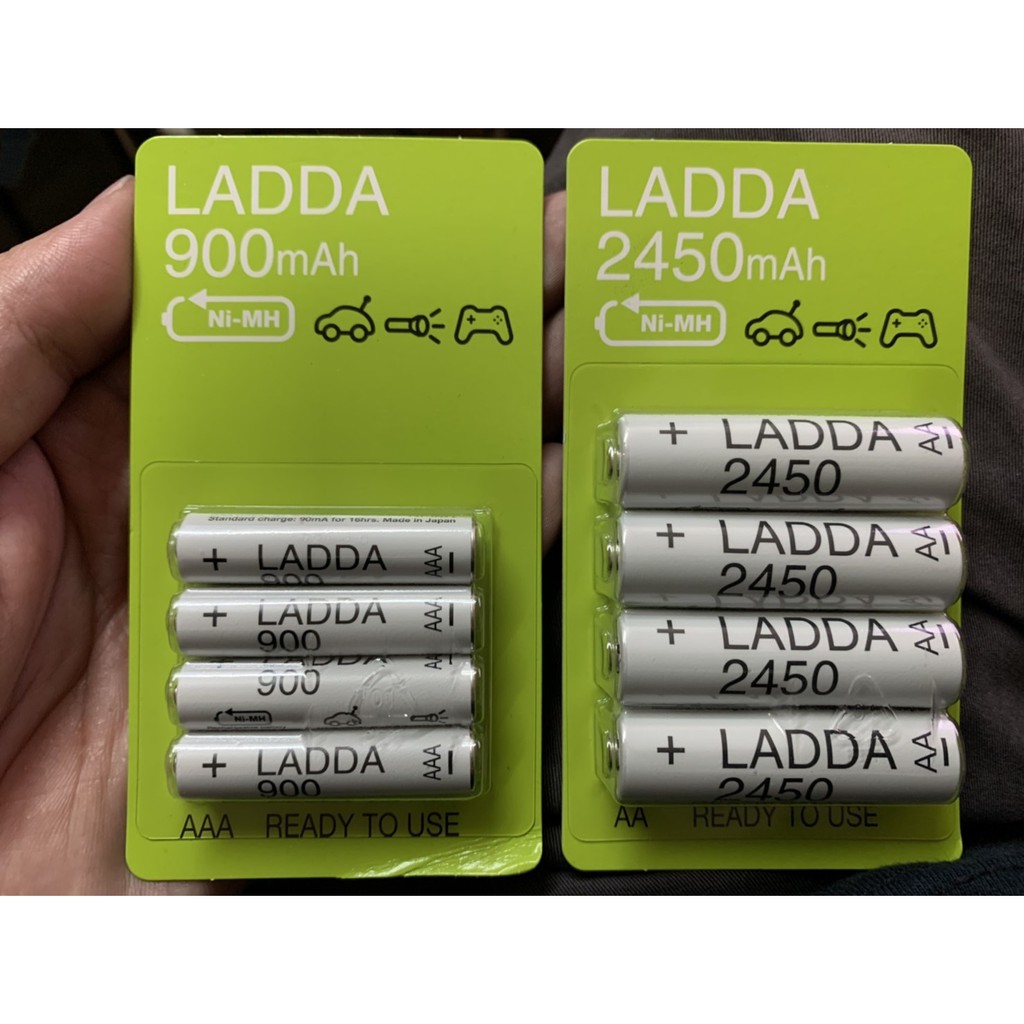 LADDA
900mAh
Ni-MH
Standard charge: 90mA for 16hrs. Made in Japan
+ LADDA AAA −
900
+ LADDA AAA −
900
+ LADDA AAA −
900
Ni-MH
+ LADDA AAA −
900
AAA READY TO USE
LADDA
2450mAh
Ni-MH
+ LADDA AA −
2450
+ LADDA AA −
2450
+ LADDA AA −
2450
+ LADDA AA −
2450
AA READY TO USE